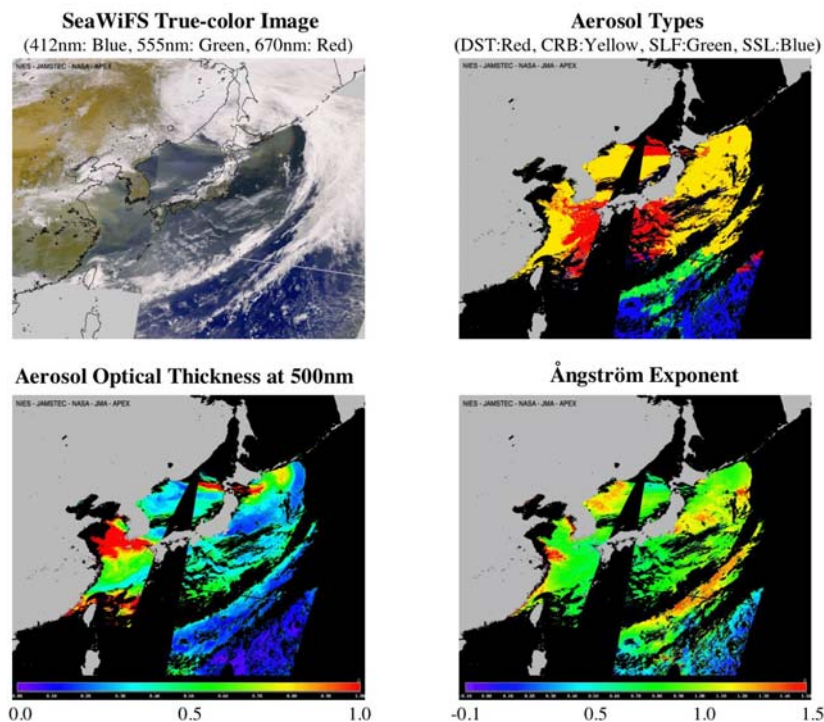 SeaWiFS True-color Image
(412nm: Blue, 555nm: Green, 670nm: Red)
NIES - JAMSTEC - NASA - JMA - APEX
Aerosol Types
(DST:Red, CRB:Yellow, SLF:Green, SSL:Blue)
NIES - JAMSTEC - NASA - JMA - APEX
Aerosol Optical Thickness at 500nm
NIES - JAMSTEC - NASA - JMA - APEX
0.0 0.5 1.0
Ångström Exponent
NIES - JAMSTEC - NASA - JMA - APEX
-0.1 0.5 1.5